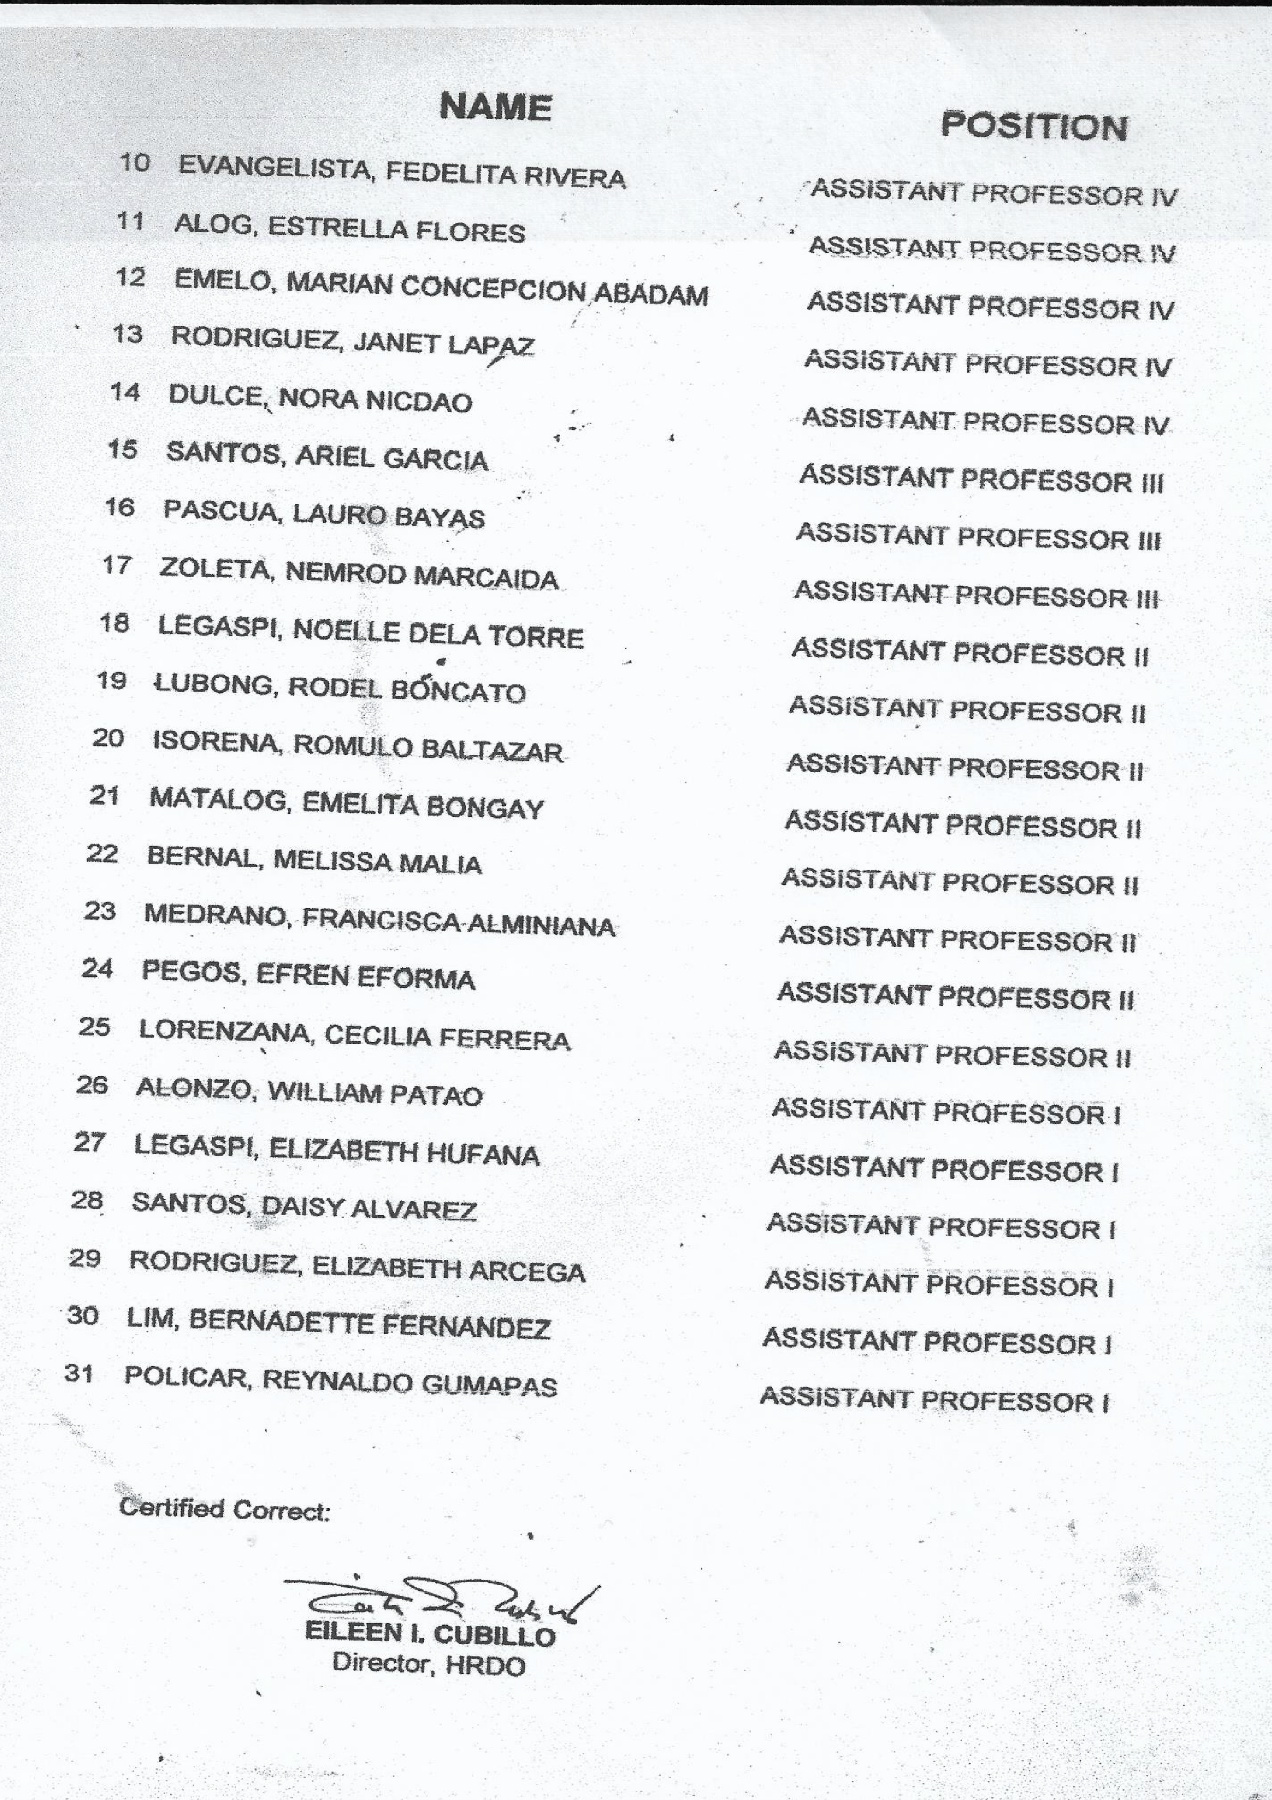 NAME POSITION
10 EVANGELISTA, FEDELITA RIVERA ASSISTANT PROFESSOR IV
11 ALOG, ESTRELLA FLORES ASSISTANT PROFESSOR IV
12 EMELO, MARIAN CONCEPCION ABADAM ASSISTANT PROFESSOR IV
13 RODRIGUEZ, JANET LAPAZ ASSISTANT PROFESSOR IV
14 DULCE, NORA NICDAO ASSISTANT PROFESSOR IV
15 SANTOS, ARIEL GARCIA ASSISTANT PROFESSOR III
16 PASCUA, LAURO BAYAS ASSISTANT PROFESSOR III
17 ZOLETA, NEMROD MARCAIDA ASSISTANT PROFESSOR III
18 LEGASPI, NOELLE DELA TORRE ASSISTANT PROFESSOR II
19 LUBONG, RODEL BONCATO ASSISTANT PROFESSOR II
20 ISORENA, ROMULO BALTAZAR ASSISTANT PROFESSOR II
21 MATALOG, EMELITA BONGAY ASSISTANT PROFESSOR II
22 BERNAL, MELISSA MALIA ASSISTANT PROFESSOR II
23 MEDRANO, FRANCISCA ALMINIANA ASSISTANT PROFESSOR II
24 PEGOS, EFREN EFORMA ASSISTANT PROFESSOR II
25 LORENZANA, CECILIA FERRERA ASSISTANT PROFESSOR II
26 ALONZO, WILLIAM PATAO ASSISTANT PROFESSOR I
27 LEGASPI, ELIZABETH HUFANA ASSISTANT PROFESSOR I
28 SANTOS, DAISY ALVAREZ ASSISTANT PROFESSOR I
29 RODRIGUEZ, ELIZABETH ARCEGA ASSISTANT PROFESSOR I
30 LIM, BERNADETTE FERNANDEZ ASSISTANT PROFESSOR I
31 POLICAR, REYNALDO GUMAPAS ASSISTANT PROFESSOR I
Certified Correct:
EILEEN I. CUBILLO
Director, HRDO